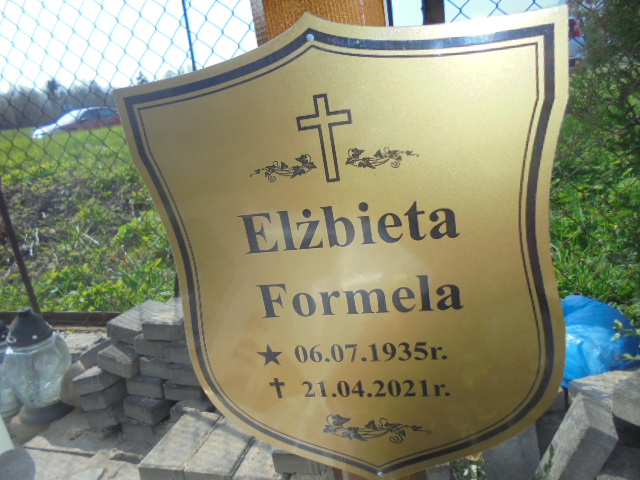 Elżbieta
Formela
★ 06.07.1935r.
✝ 21.04.2021r.